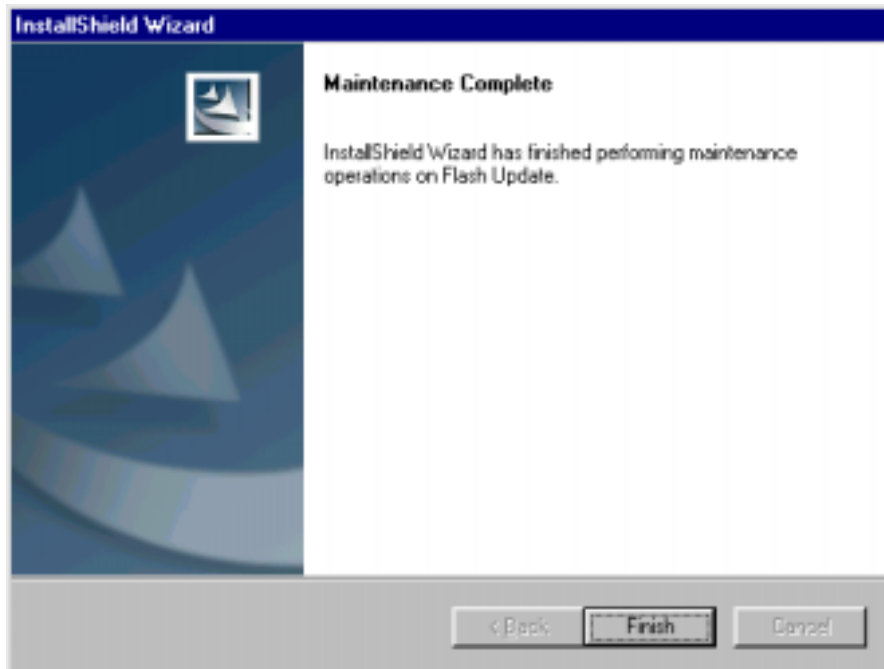 InstallShield Wizard
Maintenance Complete
InstallShield Wizard has finished performing maintenance
operations on Flash Update.
< Back
Finish
Cancel